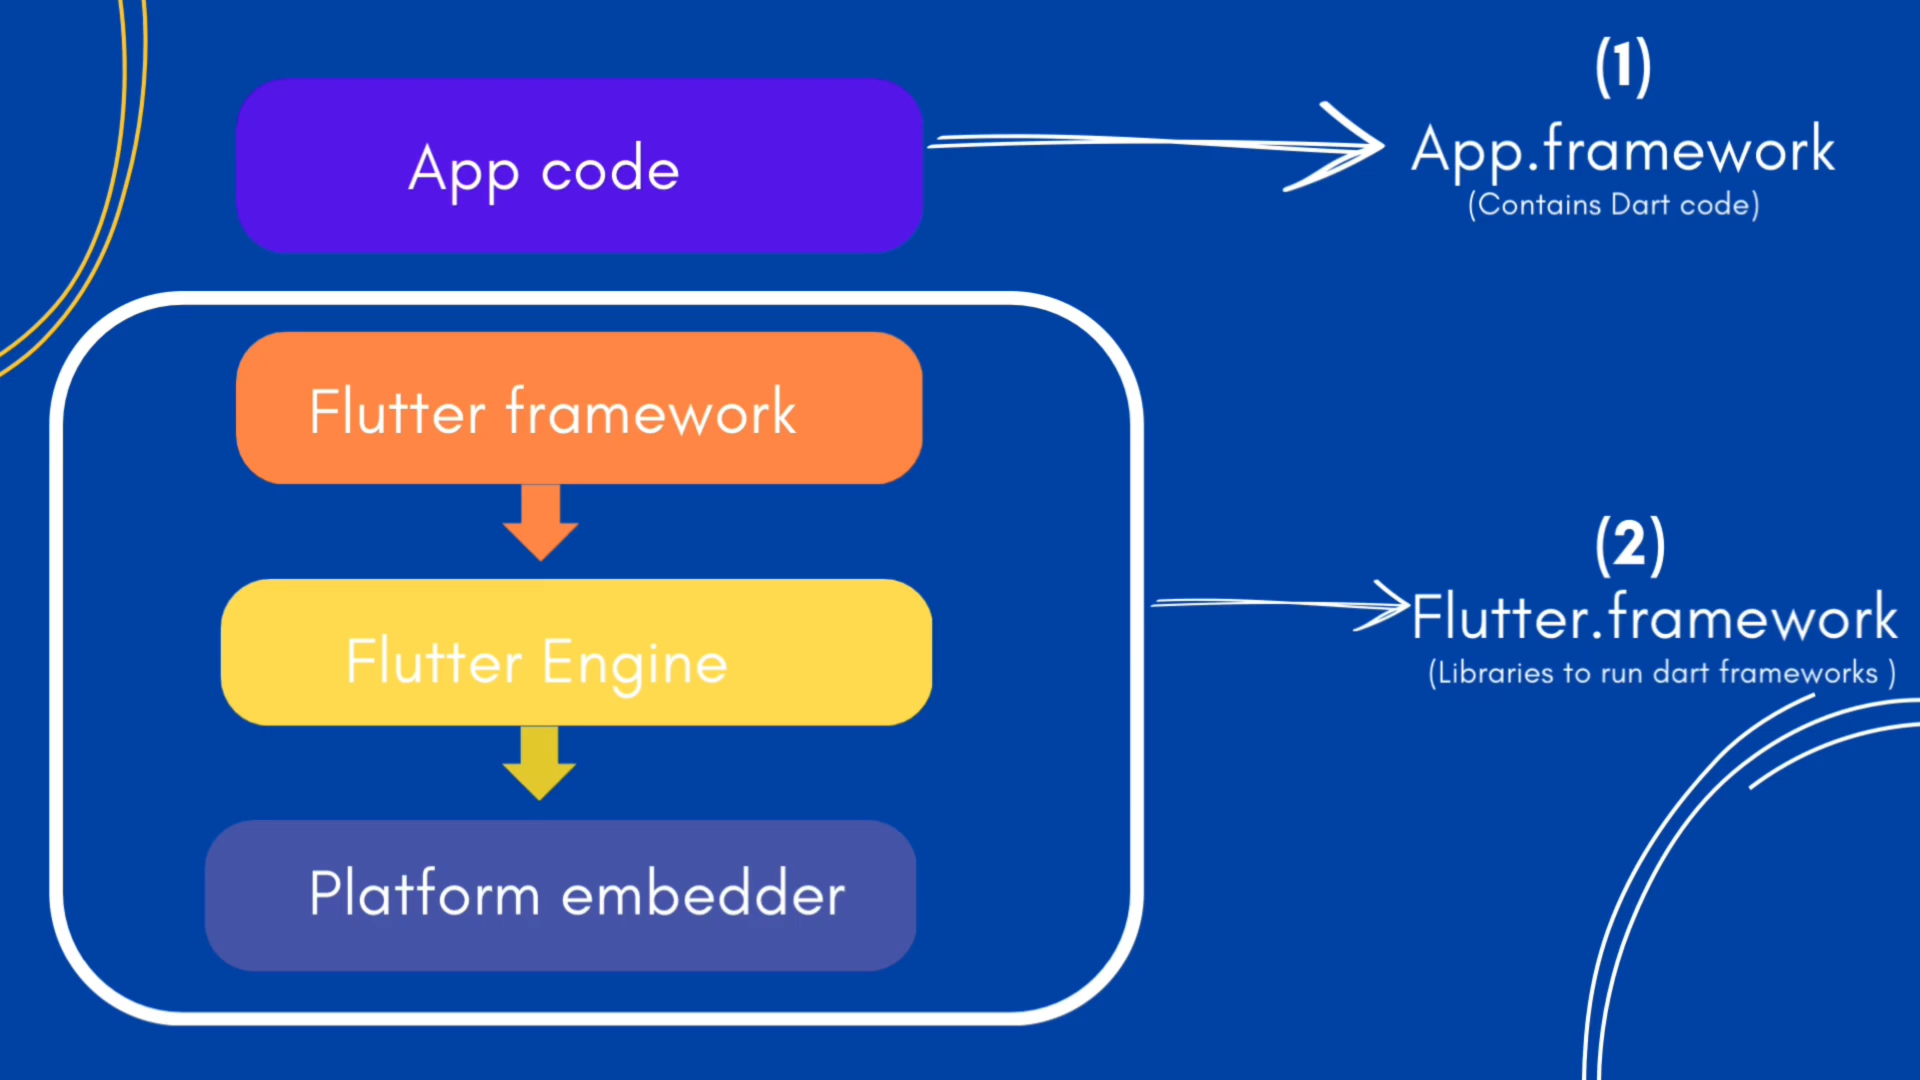 App code
(1)
App.framework
(Contains Dart code)
Flutter framework
Flutter Engine
Platform embedder
(2)
Flutter.framework
(Libraries to run dart frameworks )